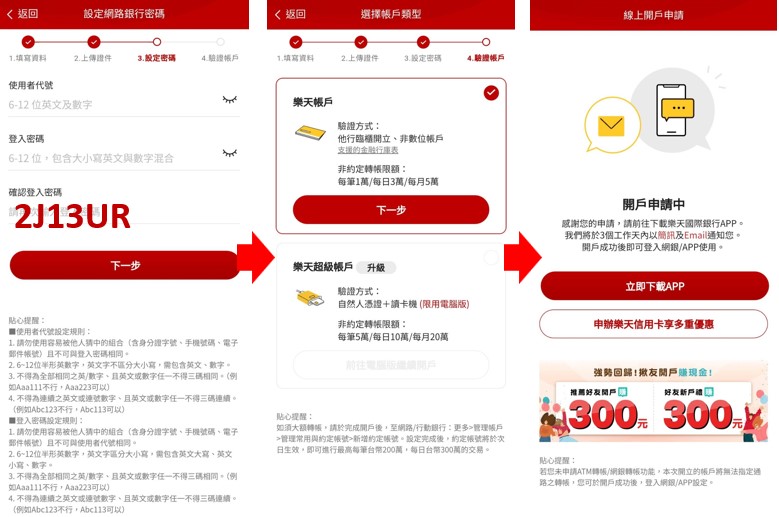 返回
設定網路銀行密碼
1.填寫資料
2.上傳證件
3.設定密碼
4.驗證帳戶
使用者代號
6-12 位英文及數字
登入密碼
6-12 位，包含大小寫英文與數字混合
確認登入密碼
2J13UR
下一步
貼心提醒：
■使用者代號設定規則：
1. 請勿使用容易被他人猜中的組合（含身分證字號、手機號碼、電子
郵件帳號）且不可與登入密碼相同。
2. 6~12位半形英數字，英文字不區分大小寫，需包含英文、數字。
3. 不得為全部相同之英/數字、且英文或數字任一不得三碼相同。（例
如Aaa111不行，Aaa223可以）
4. 不得為連續之英文或連號數字、且英文或數字任一不得三碼連續。
（例如Abc123不行，Abc113可以）
■登入密碼設定規則：
1. 請勿使用容易被他人猜中的組合（含身分證字號、手機號碼、電子
郵件帳號）且不可與使用者代號相同。
2. 6-12位半形英數字，英文字區分大小寫，需包含英文大寫、英文
小寫、數字。
3. 不得為全部相同之英/數字、且英文或數字任一不得三碼相同。（例
如Aaa111不行，Aaa223可以）
4. 不得為連續之英文或連號數字、且英文或數字任一不得三碼連續。
（例如Abc123不行，Abc113可以）
返回
選擇帳戶類型
1.填寫資料
2.上傳證件
3.設定密碼
4.驗證帳戶
樂天帳戶
驗證方式：
他行臨櫃開立、非數位帳戶
支援的金融行庫表
非約定轉帳限額：
每筆1萬/每日3萬/每月5萬
下一步
樂天超級帳戶 升級
驗證方式：
自然人憑證＋讀卡機 (限用電腦版)
非約定轉帳限額：
每筆5萬/每日10萬/每月20萬
前往電腦版繼續開戶
貼心提醒：
如須大額轉帳，請於完成開戶後，至網路/行動銀行：更多>管理帳戶
>管理常用與約定帳號>新增約定帳號。設定完成後，約定帳號將於次
日生效，即可進行最高每筆台幣200萬，每日台幣300萬的交易。
線上開戶申請
開戶申請中
感謝您的申請，請前往下載樂天國際銀行APP。
我們將於3個工作天內以簡訊及Email通知您。
開戶成功後即可登入網銀/APP使用。
立即下載APP
申辦樂天信用卡享多重優惠
強勢回歸!揪友開戶賺現金!
推薦好友開戶賺
300元
好友新戶禮賺
300元
貼心提醒：
若您未申請ATM轉帳/網銀轉帳功能，本次開立的帳戶將無法指定通
路之轉帳，您可於開戶成功後，登入網銀/APP設定。